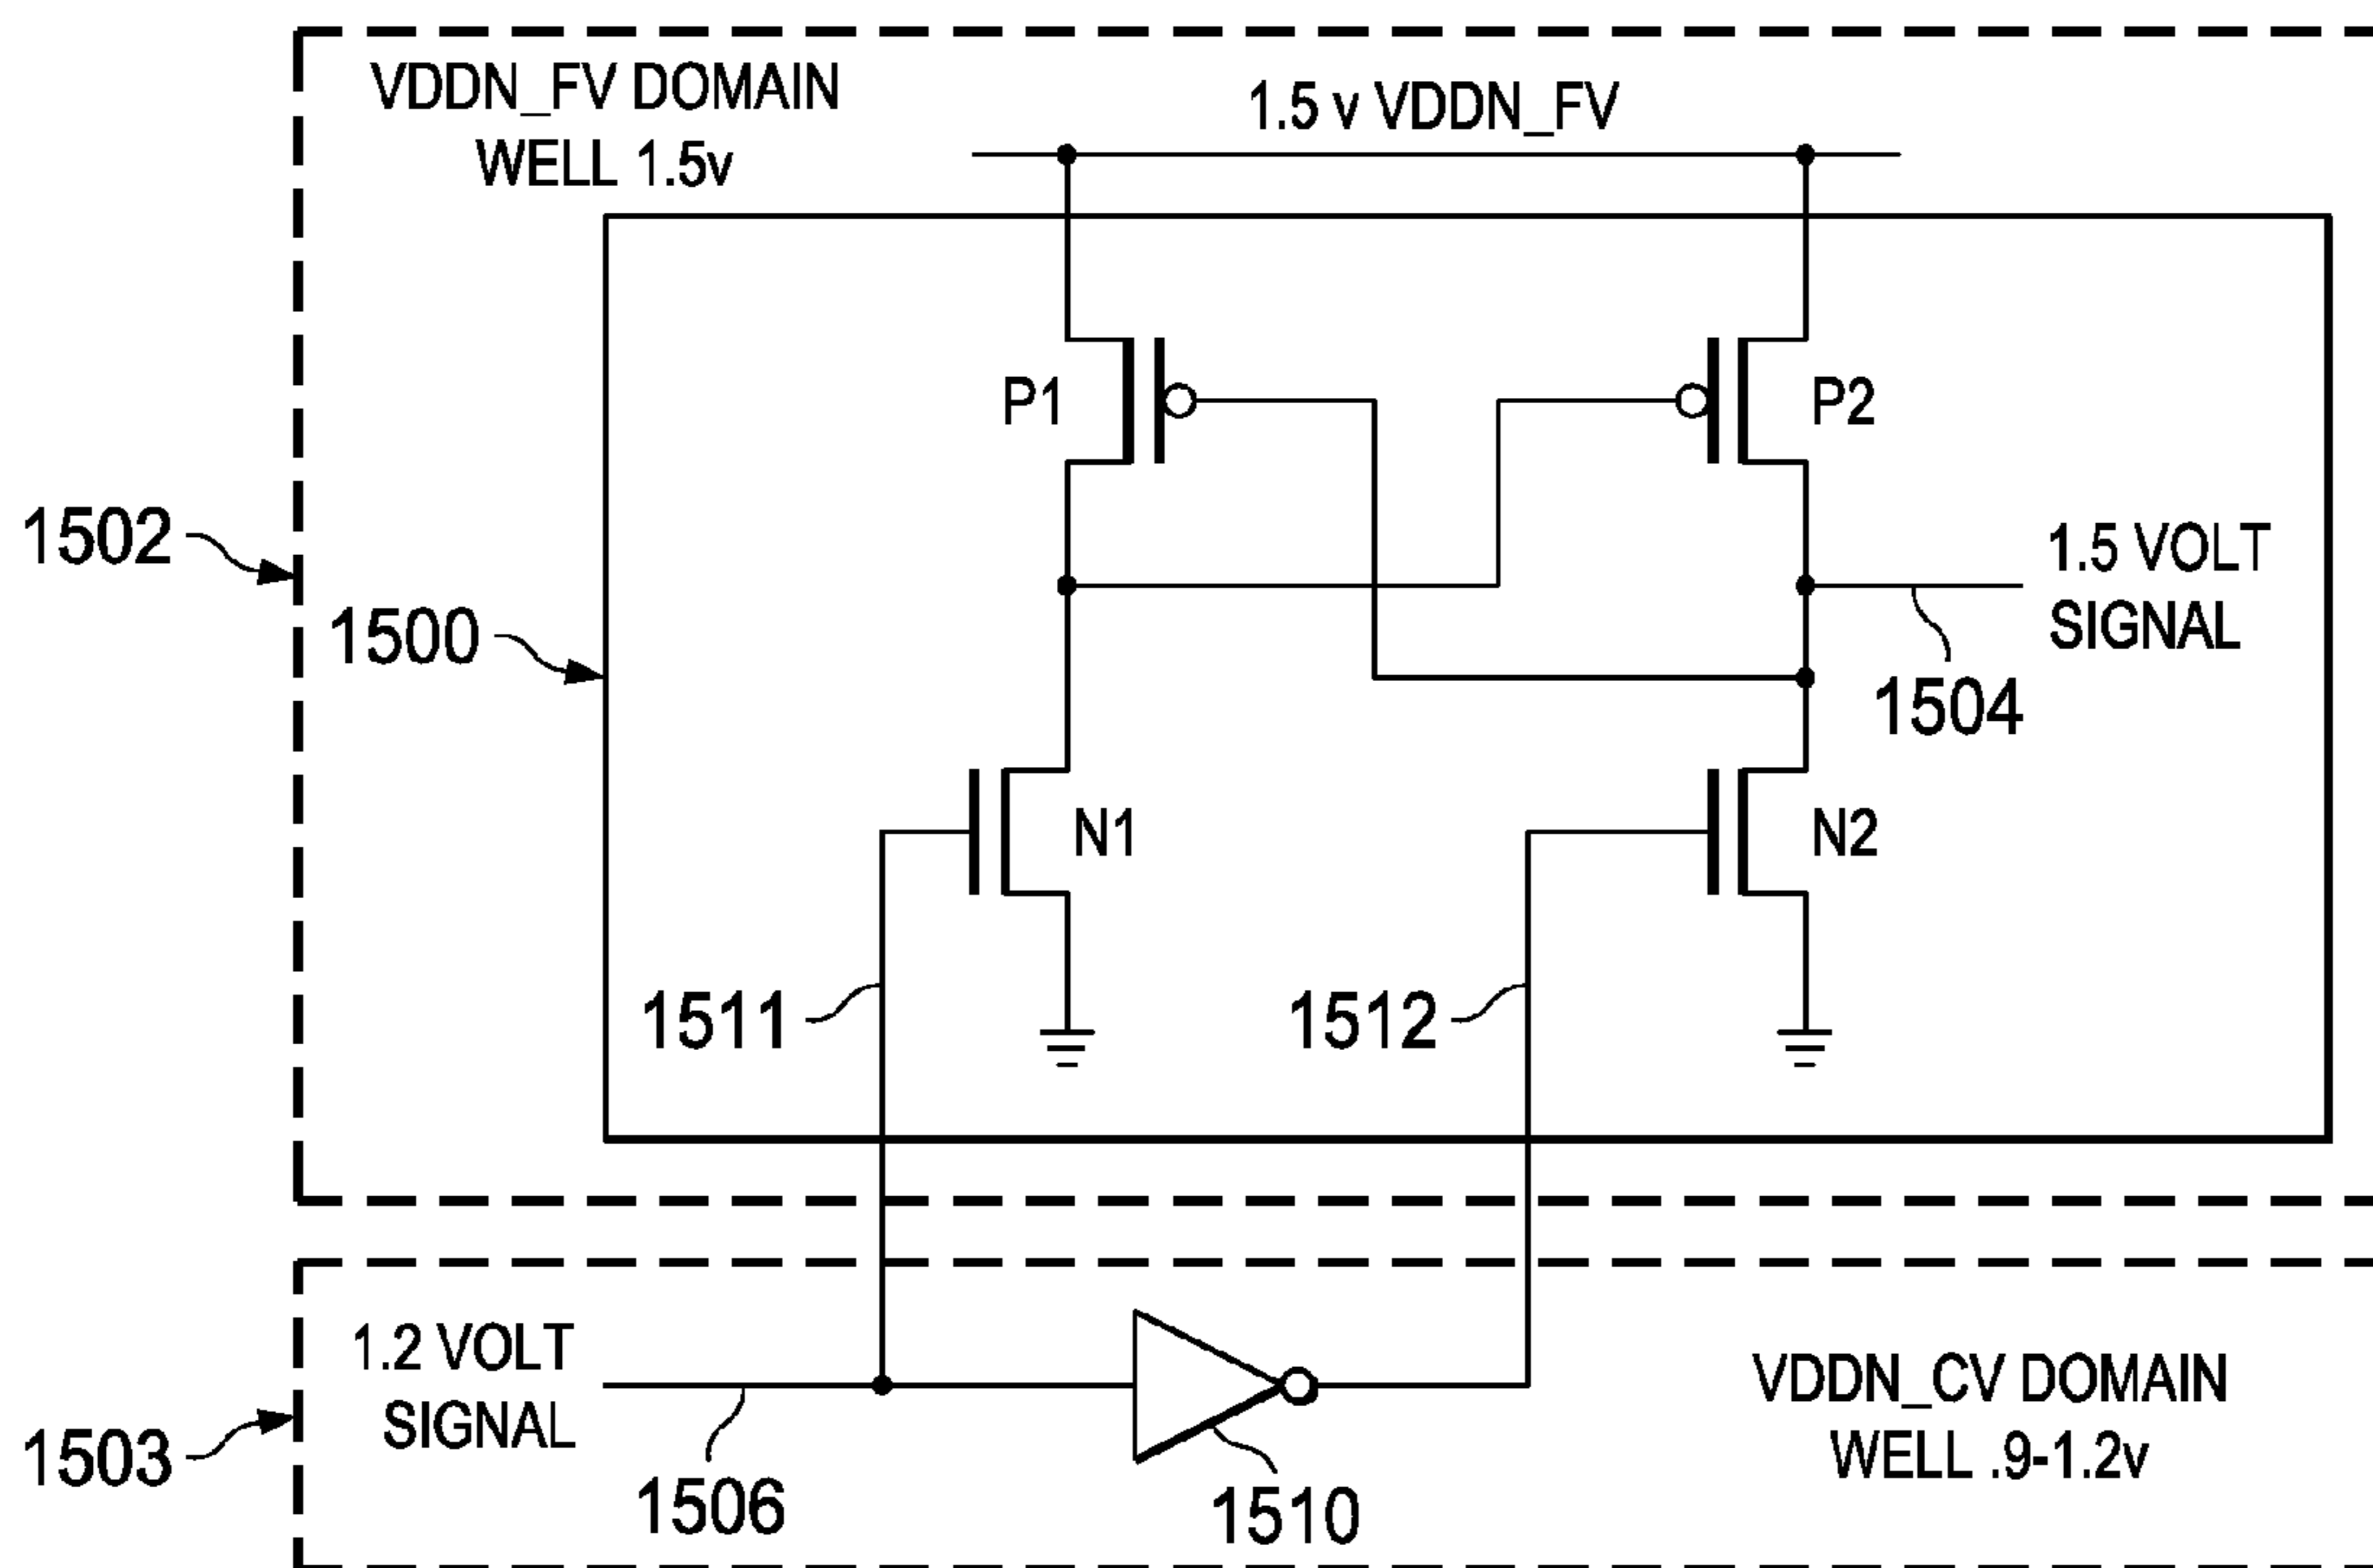 VDDN_FV DOMAIN
WELL 1.5v
1.5 v VDDN_FV
P1
P2
1502
1500
1.5 VOLT
SIGNAL
1504
N1
N2
1511
1512
1.2 VOLT
SIGNAL
1503
1506
1510
VDDN_CV DOMAIN
WELL .9-1.2v